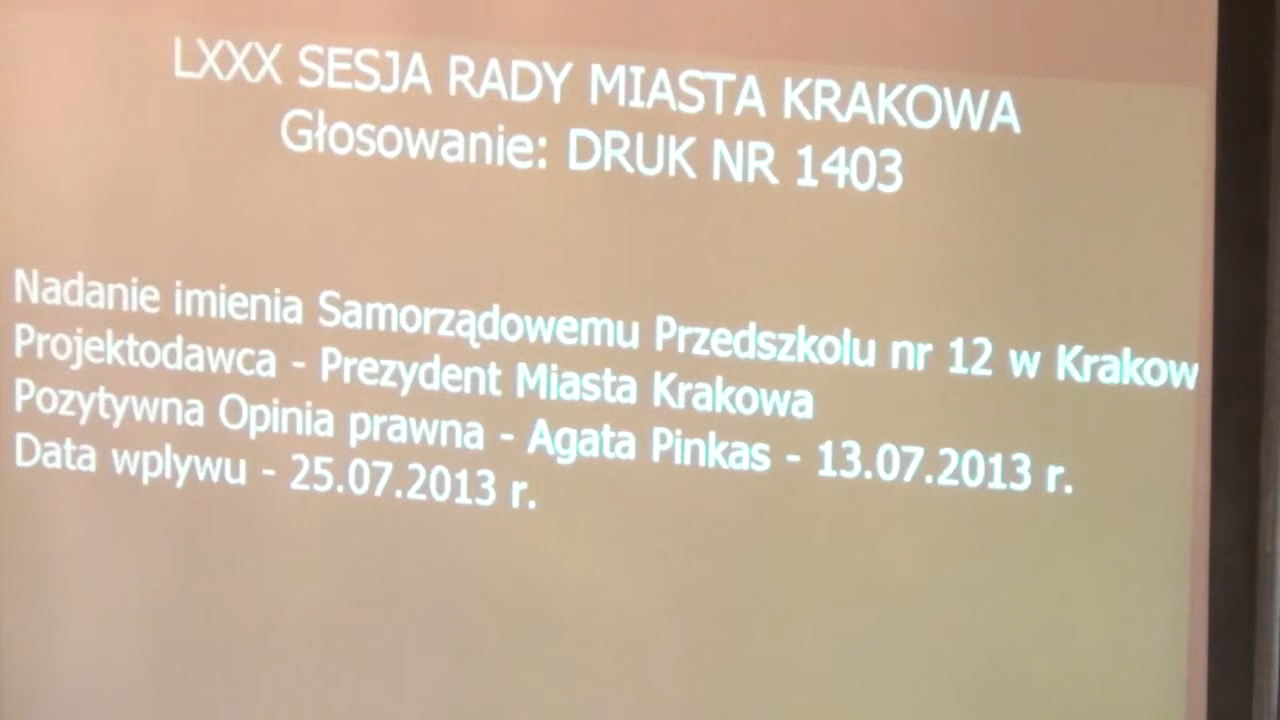 LXXX SESJA RADY MIASTA KRAKOWA
Głosowanie: DRUK NR 1403
Nadanie imienia Samorządowemu Przedszkolu nr 12 w Krakow
Projektodawca - Prezydent Miasta Krakowa
Pozytywna Opinia prawna - Agata Pinkas - 13.07.2013 r.
Data wplywu - 25.07.2013 r.